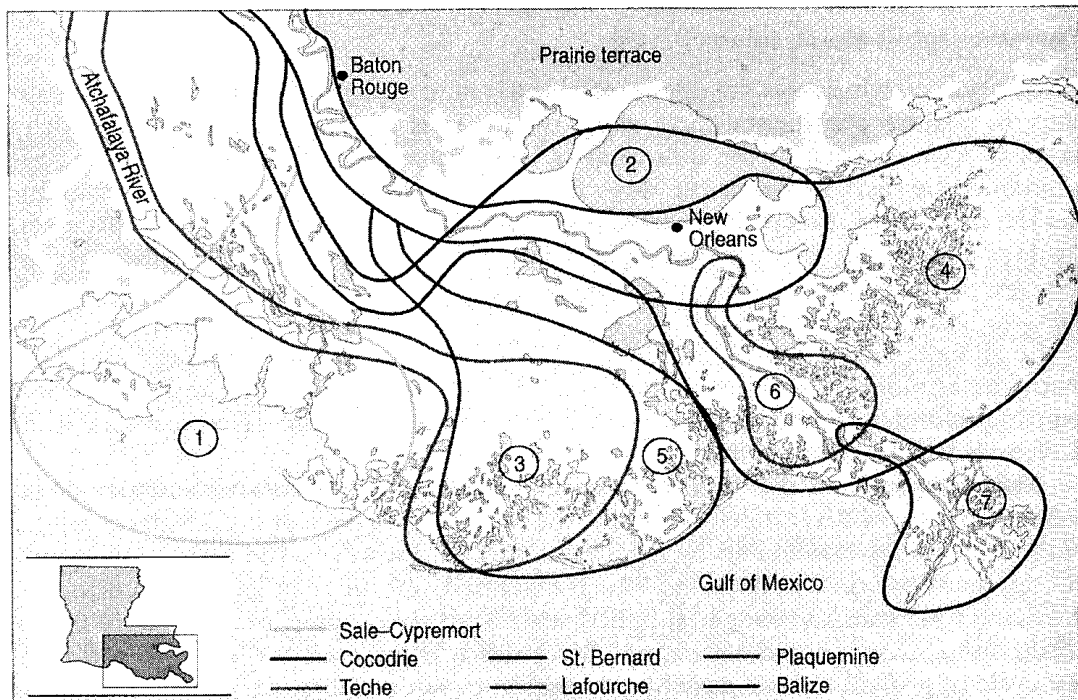 Prairie terrace
Baton
Rouge
Atchafalaya River
2
New
Orleans
4
1
6
3
5
7
Gulf of Mexico
Sale–Cypremort
Cocodrie
St. Bernard
Plaquemine
Teche
Lafourche
Balize